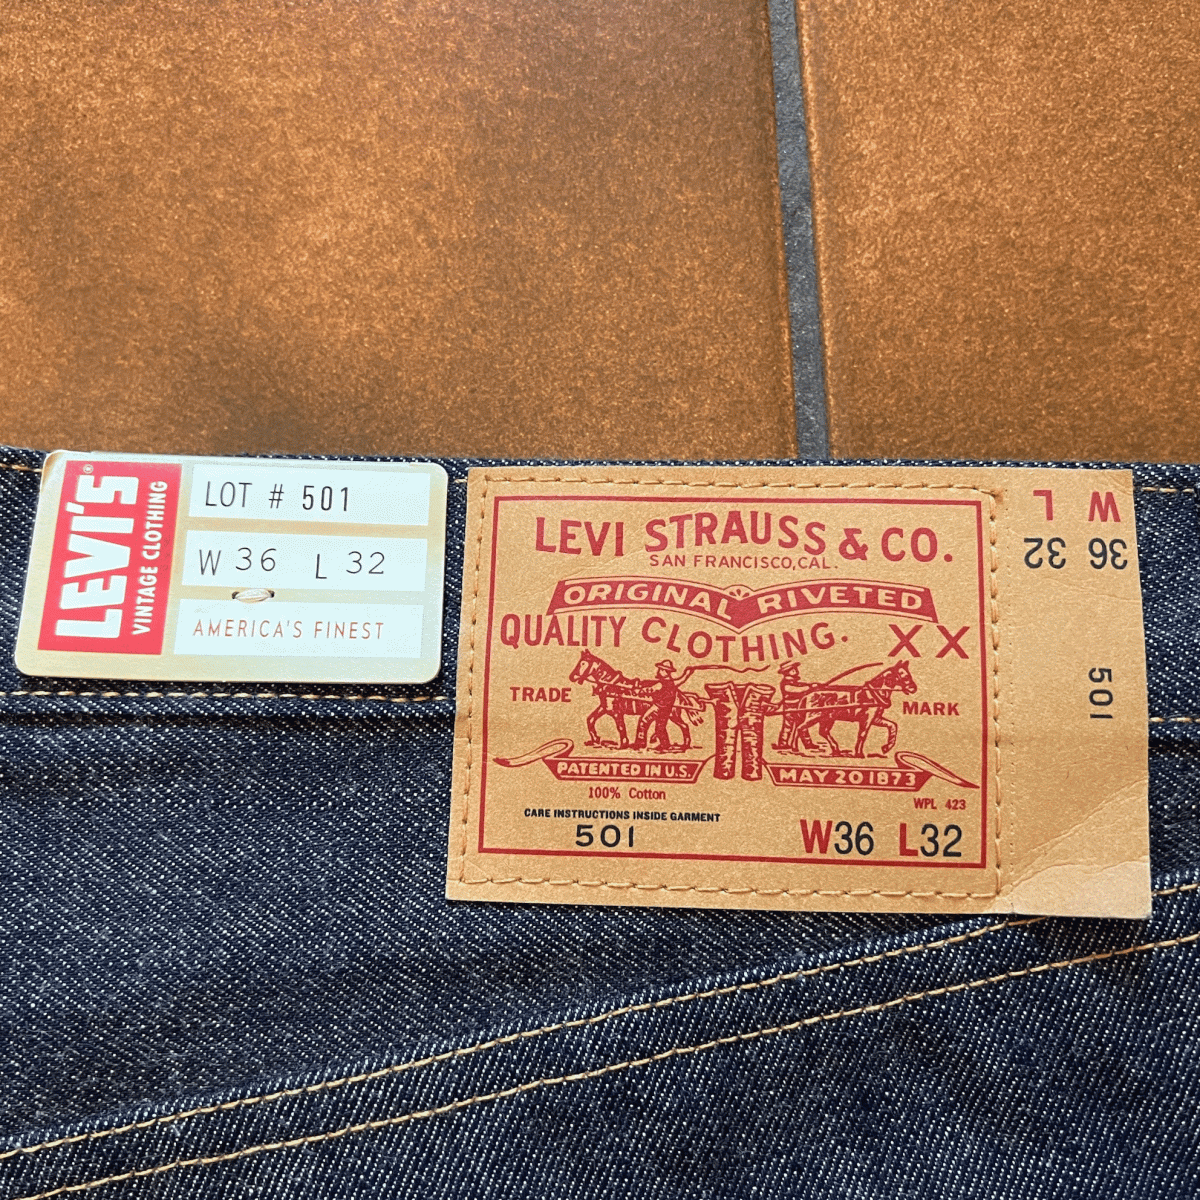 LEVI'S®
VINTAGE CLOTHING
LOT # 501
W 36 L 32
AMERICA'S FINEST
LEVI STRAUSS & CO.
SAN FRANCISCO, CAL.
ORIGINAL RIVETED
QUALITY CLOTHING. XX
TRADE MARK
PATENTED IN U.S. MAY 20 1873
100% Cotton
WPL 423
CARE INSTRUCTIONS INSIDE GARMENT
501
W36 L32
W L
36 32
501